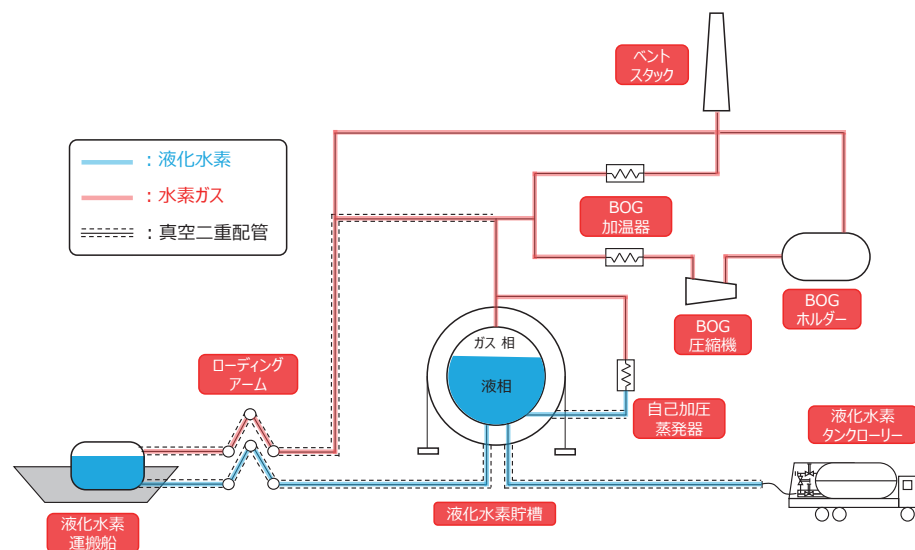 ベント
スタック
：液化水素
：水素ガス
：真空二重配管
BOG
加温器
BOG
ホルダー
BOG
圧縮機
ガス 相
液相
ローディング
アーム
自己加圧
蒸発器
液化水素
タンクローリー
液化水素貯槽
液化水素
運搬船